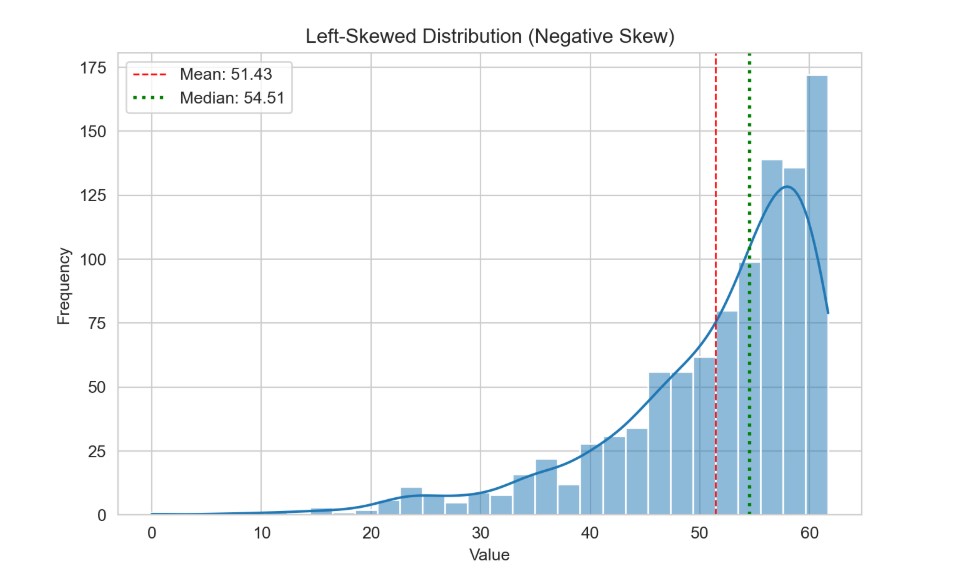 Left-Skewed Distribution (Negative Skew)
Mean: 51.43
Median: 54.51
175
150
125
100
75
50
25
0
Frequency
0 10 20 30 40 50 60
Value